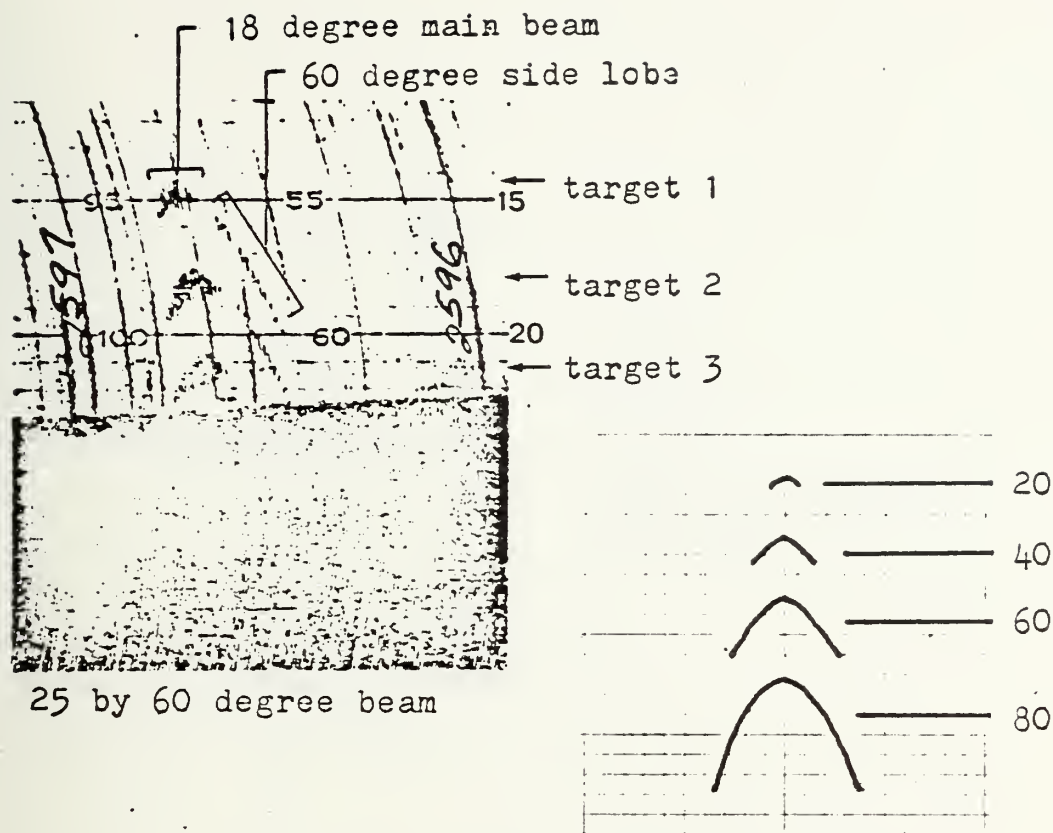 18 degree main beam
60 degree side lobe
95 55 15
target 1
2597
2596
target 2
100 60 20
target 3
20
40
60
80
25 by 60 degree beam